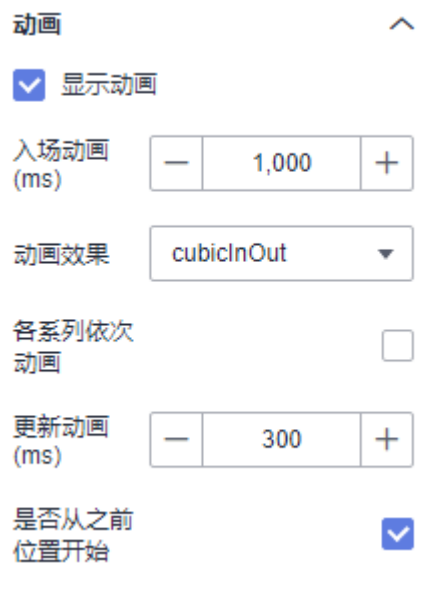 动画
显示动画
入场动画
(ms)
1,000
动画效果
cubicInOut
各系列依次
动画
更新动画
(ms)
300
是否从之前
位置开始